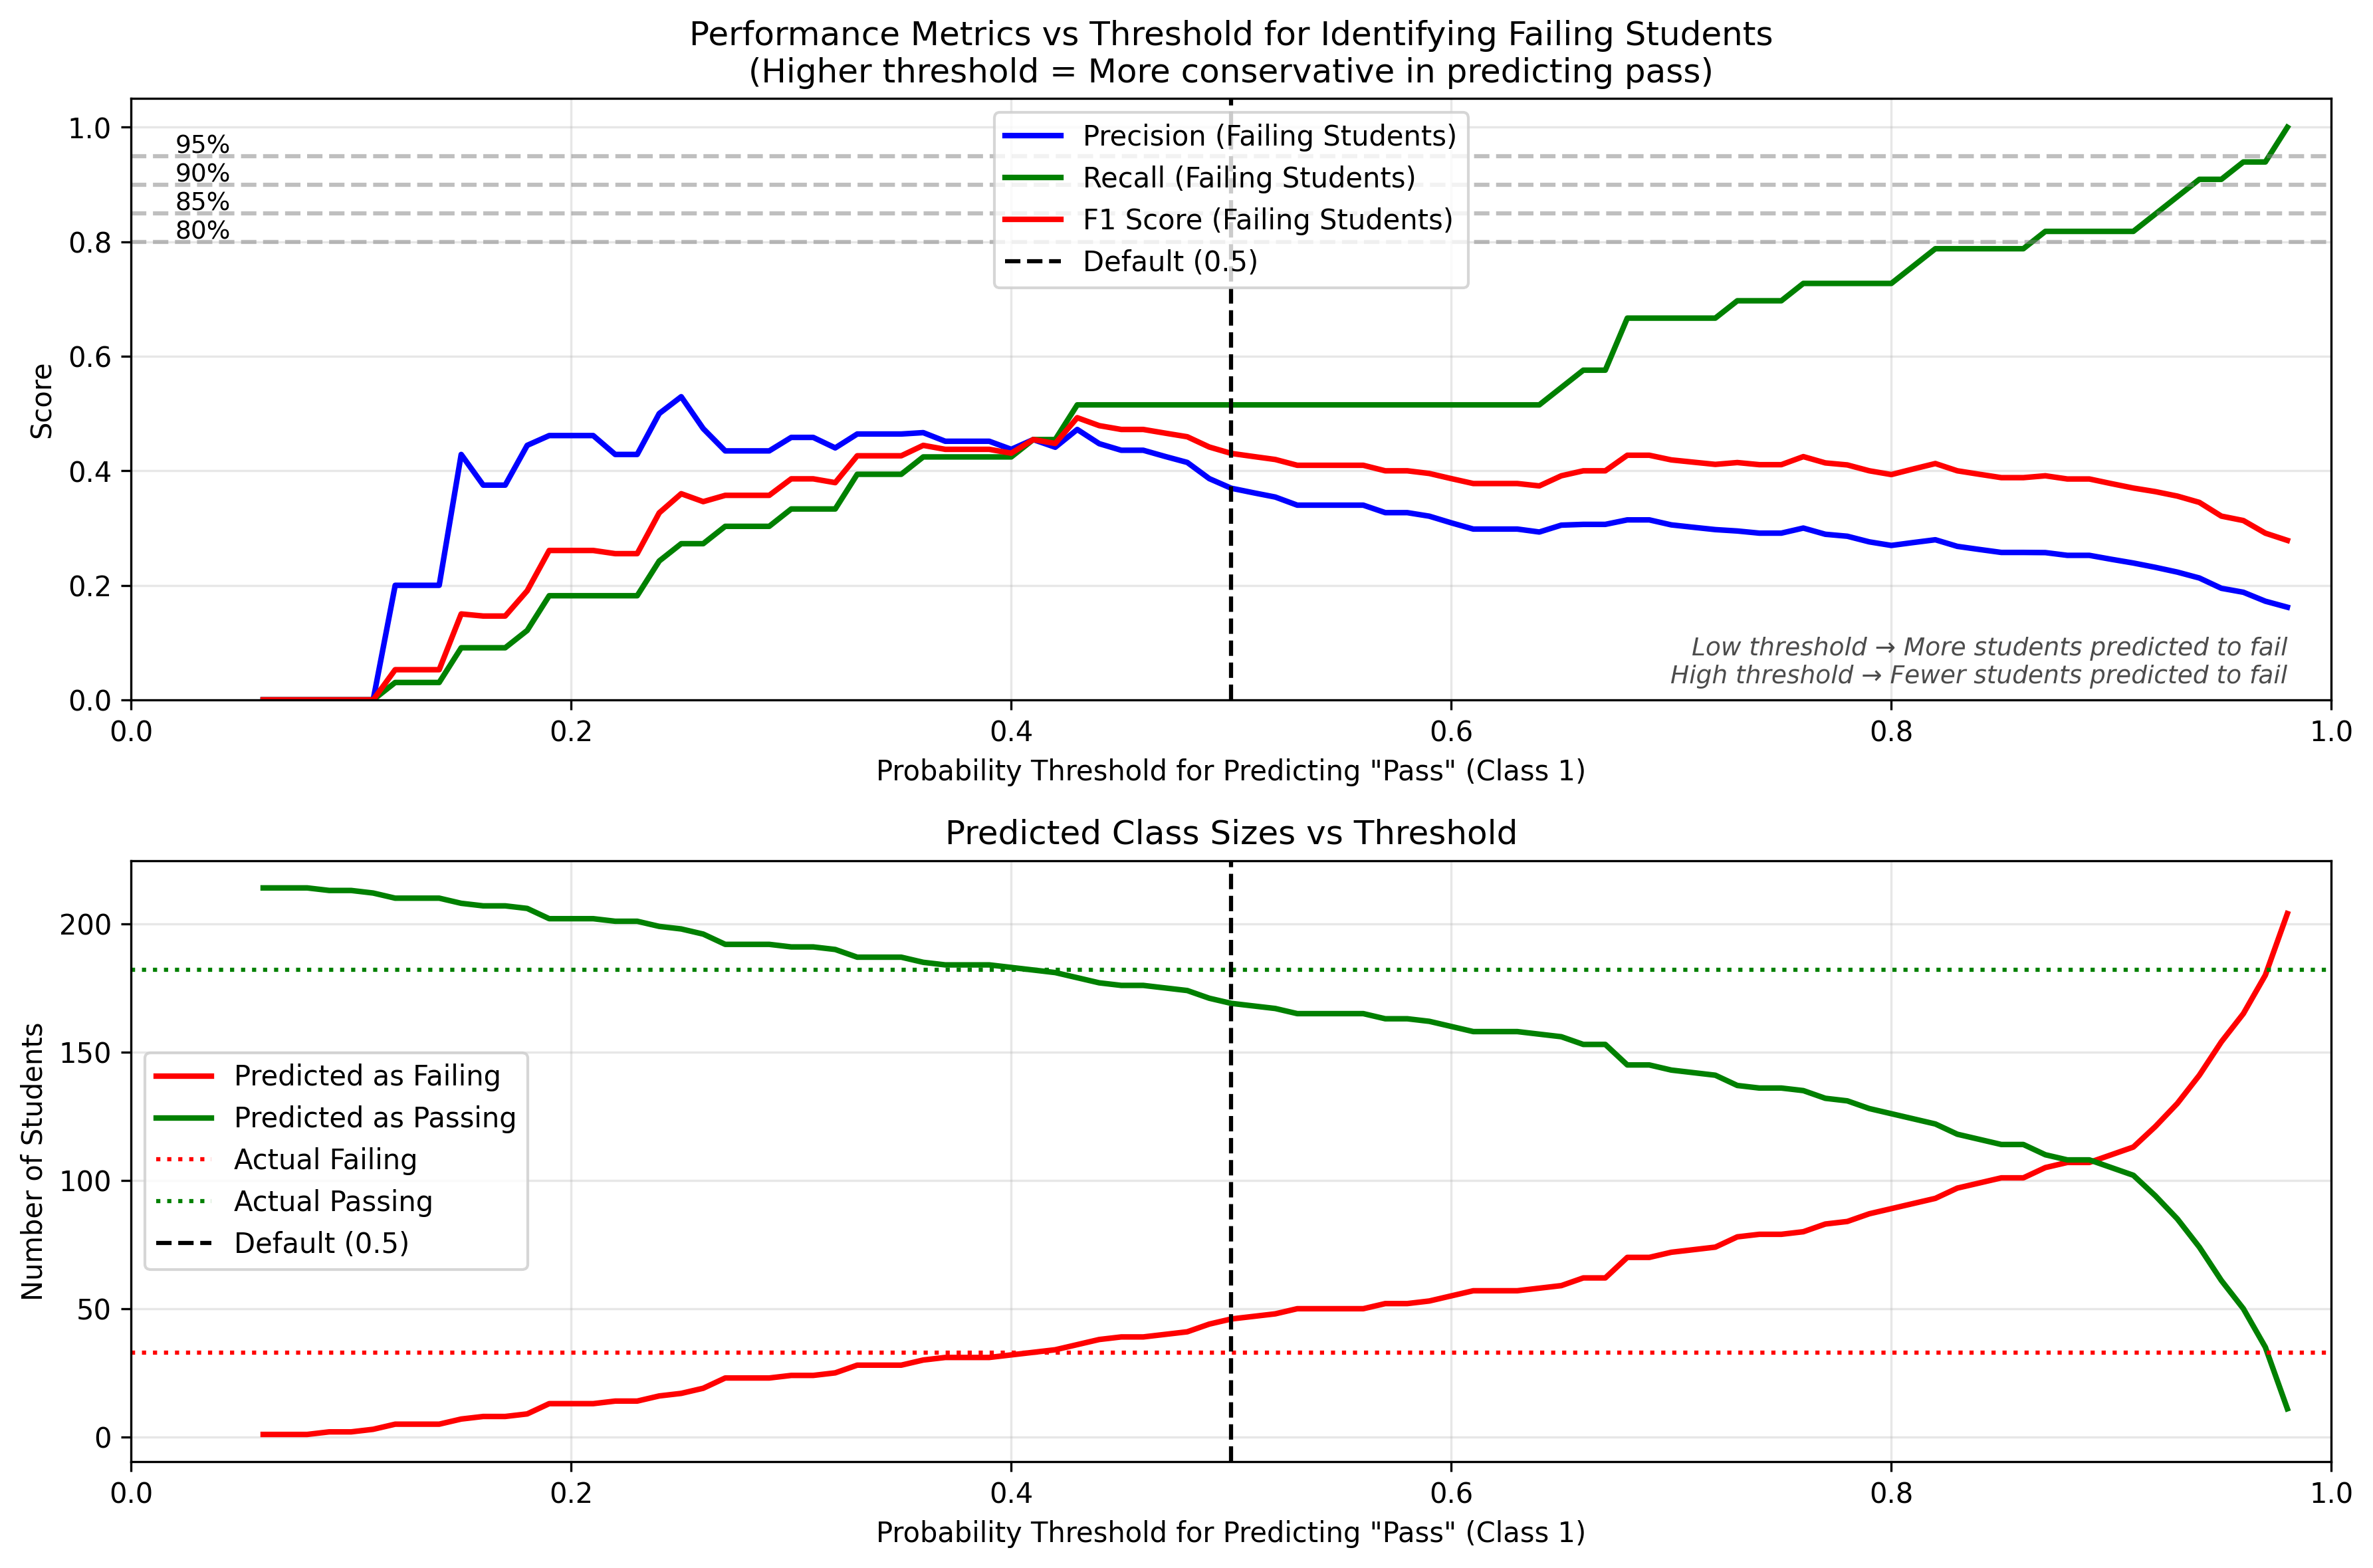 Performance Metrics vs Threshold for Identifying Failing Students
(Higher threshold = More conservative in predicting pass)
1.0
0.8
0.6
0.4
0.2
0.0
Score
95%
90%
85%
80%
Precision (Failing Students)
Recall (Failing Students)
F1 Score (Failing Students)
Default (0.5)
Low threshold → More students predicted to fail
High threshold → Fewer students predicted to fail
0.0 0.2 0.4 0.6 0.8 1.0
Probability Threshold for Predicting "Pass" (Class 1)
Predicted Class Sizes vs Threshold
200
150
100
50
0
Number of Students
Predicted as Failing
Predicted as Passing
Actual Failing
Actual Passing
Default (0.5)
0.0 0.2 0.4 0.6 0.8 1.0
Probability Threshold for Predicting "Pass" (Class 1)